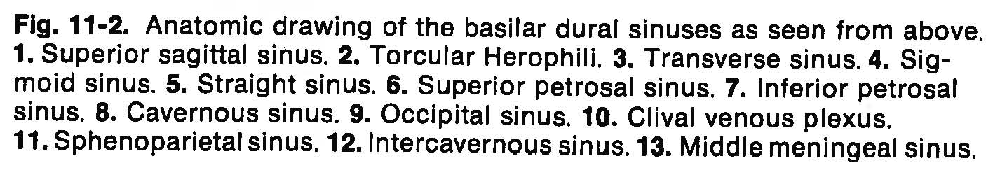 Fig. 11-2. Anatomic drawing of the basilar dural sinuses as seen from above.
1. Superior sagittal sinus. 2. Torcular Herophili. 3. Transverse sinus. 4. Sig-
moid sinus. 5. Straight sinus. 6. Superior petrosal sinus. 7. Inferior petrosal
sinus. 8. Cavernous sinus. 9. Occipital sinus. 10. Clival venous plexus.
11. Sphenoparietal sinus. 12. Intercavernous sinus. 13. Middle meningeal sinus.